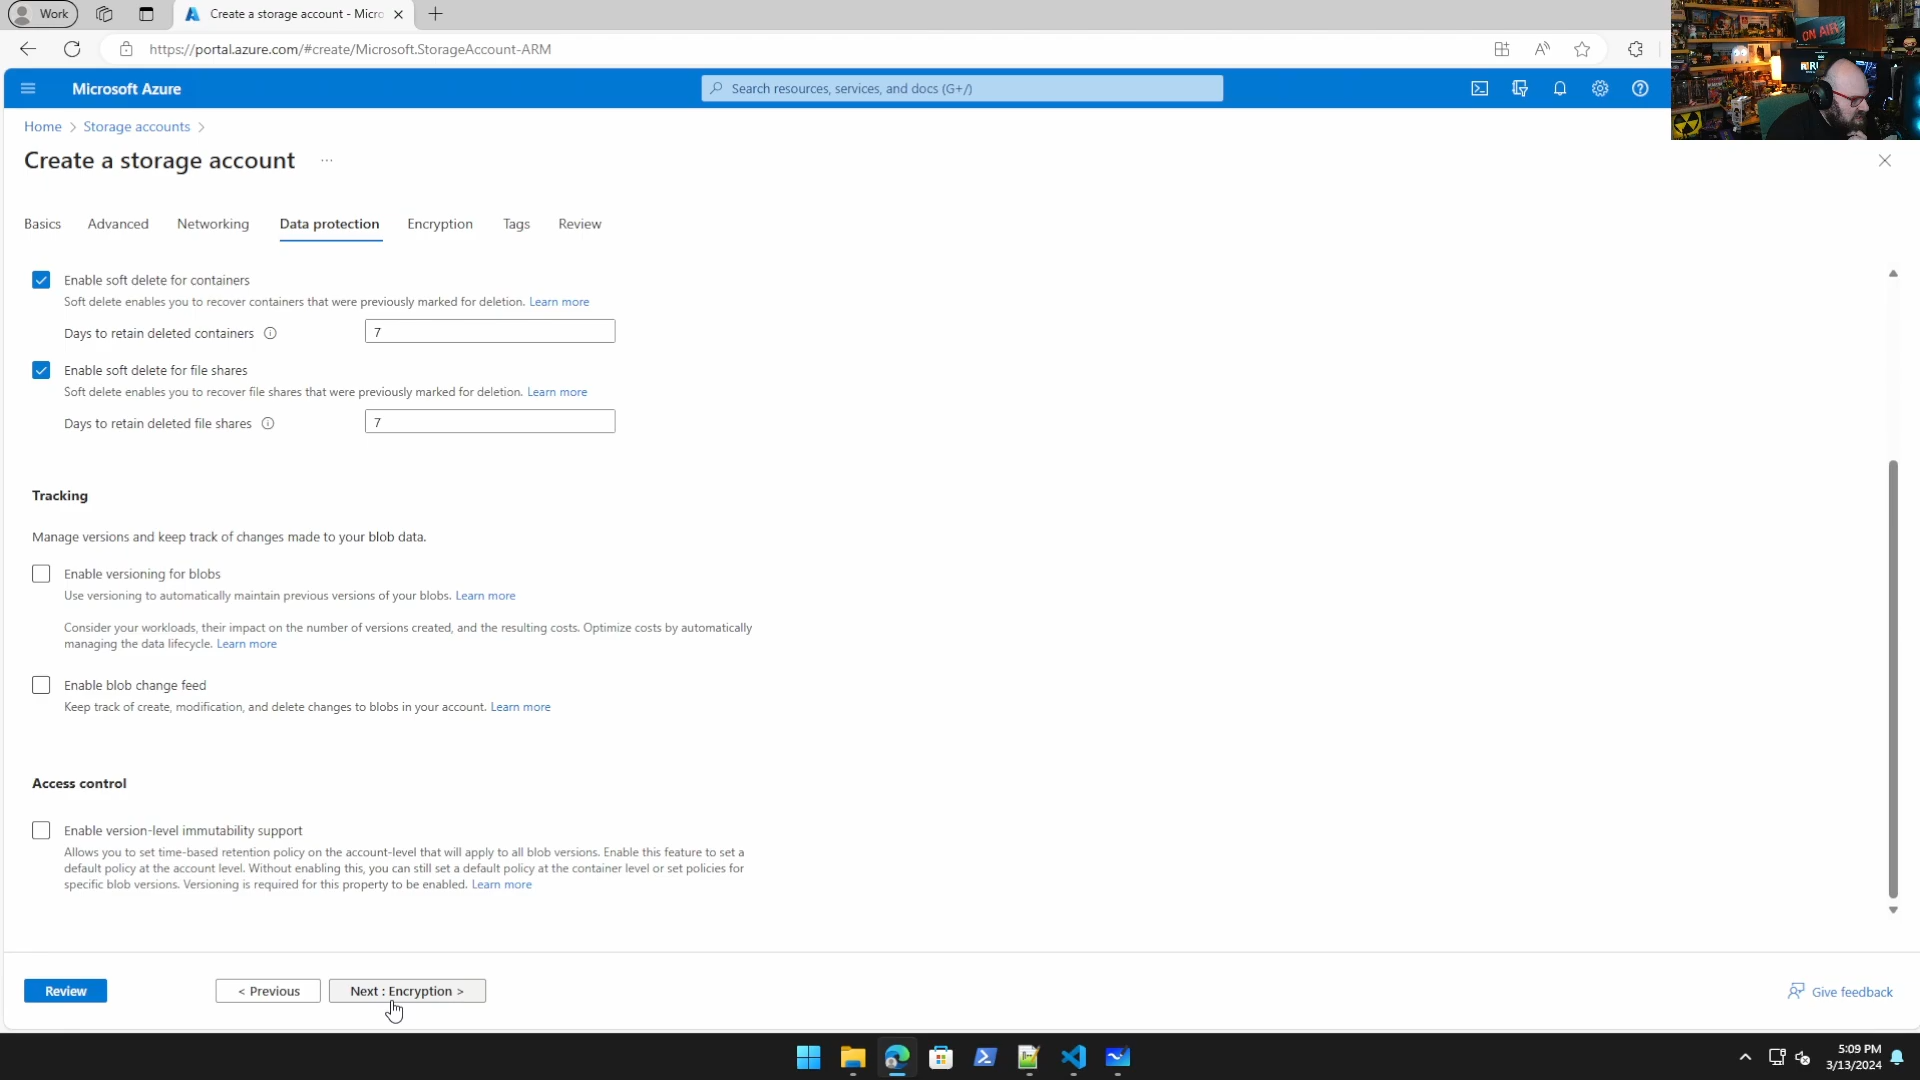 Work
Create a storage account - Micro
https://portal.azure.com/#create/Microsoft.StorageAccount-ARM
ON AIR
Microsoft Azure
Search resources, services, and docs (G+/)
Home > Storage accounts >
Create a storage account ...
Basics Advanced Networking Data protection Encryption Tags Review
Enable soft delete for containers
Soft delete enables you to recover containers that were previously marked for deletion. Learn more
Days to retain deleted containers 7
Enable soft delete for file shares
Soft delete enables you to recover file shares that were previously marked for deletion. Learn more
Days to retain deleted file shares 7
Tracking
Manage versions and keep track of changes made to your blob data.
Enable versioning for blobs
Use versioning to automatically maintain previous versions of your blobs. Learn more
Consider your workloads, their impact on the number of versions created, and the resulting costs. Optimize costs by automatically
managing the data lifecycle. Learn more
Enable blob change feed
Keep track of create, modification, and delete changes to blobs in your account. Learn more
Access control
Enable version-level immutability support
Allows you to set time-based retention policy on the account-level that will apply to all blob versions. Enable this feature to set a
default policy at the account level. Without enabling this, you can still set a default policy at the container level or set policies for
specific blob versions. Versioning is required for this property to be enabled. Learn more
Review < Previous Next : Encryption > Give feedback
5:09 PM
3/13/2024